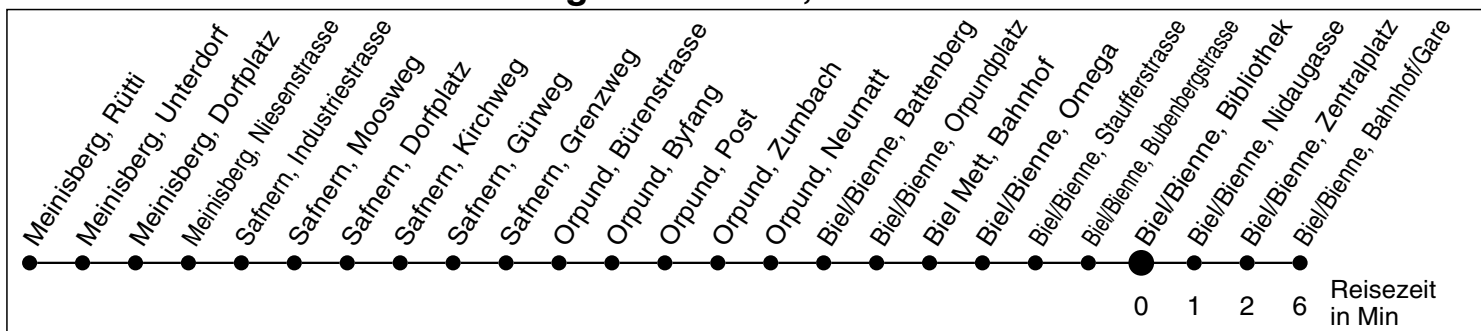 Meinisberg, Rütti
Meinisberg, Unterdorf
Meinisberg, Dorfplatz
Meinisberg, Niesenstrasse
Safnern, Industriestrasse
Safnern, Moosweg
Safnern, Dorfplatz
Safnern, Kirchweg
Safnern, Gürweg
Safnern, Grenzweg
Orpund, Bürenstrasse
Orpund, Byfang
Orpund, Post
Orpund, Zumbach
Orpund, Neumatt
Biel/Bienne, Battenberg
Biel/Bienne, Orpundplatz
Biel Mett, Bahnhof
Biel/Bienne, Omega
Biel/Bienne, Stauffferstrasse
Biel/Bienne, Bubenbergstrasse
Biel/Bienne, Bibliothek
Biel/Bienne, Nidaugasse
Biel/Bienne, Zentralplatz
Biel/Bienne, Bahnhof/Gare
0 1 2 6 Reisezeit
in Min